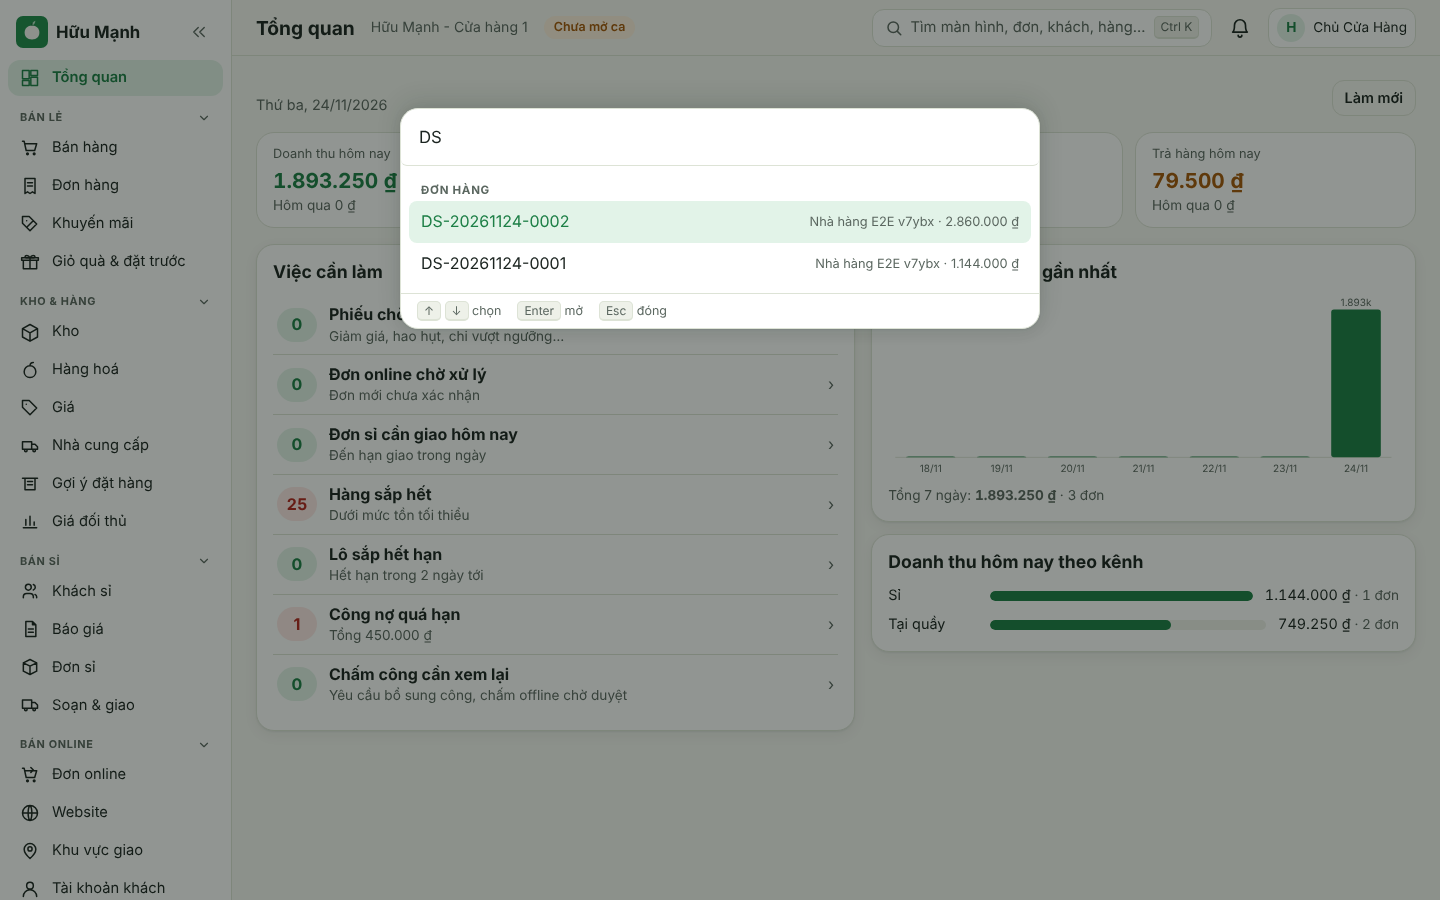 Hữu Mạnh
Tổng quan
BÁN LẺ
Bán hàng
Đơn hàng
Khuyến mãi
Giỏ quà & đặt trước
KHO & HÀNG
Kho
Hàng hoá
Giá
Nhà cung cấp
Gợi ý đặt hàng
Giá đối thủ
BÁN SỈ
Khách sỉ
Báo giá
Đơn sỉ
Soạn & giao
BÁN ONLINE
Đơn online
Website
Khu vực giao
Tài khoản khách
Tổng quan Hữu Mạnh - Cửa hàng 1 Chưa mở ca Tìm màn hình, đơn, khách, hàng... Ctrl K H Chủ Cửa Hàng
Thứ ba, 24/11/2026 Làm mới
DS
ĐƠN HÀNG
DS-20261124-0002 Nhà hàng E2E v7ybx · 2.860.000 ₫
DS-20261124-0001 Nhà hàng E2E v7ybx · 1.144.000 ₫
↑ ↓ chọn Enter mở Esc đóng
Doanh thu hôm nay
1.893.250 ₫
Hôm qua 0 ₫
Trả hàng hôm nay
79.500 ₫
Hôm qua 0 ₫
Việc cần làm
0 Phiếu
Giảm giá, hao hụt, chi vượt ngưỡng...
0 Đơn online chờ xử lý
Đơn mới chưa xác nhận
0 Đơn sỉ cần giao hôm nay
Đến hạn giao trong ngày
25 Hàng sắp hết
Dưới mức tồn tối thiểu
0 Lô sắp hết hạn
Hết hạn trong 2 ngày tới
1 Công nợ quá hạn
Tổng 450.000 ₫
0 Chấm công cần xem lại
Yêu cầu bổ sung công, chấm offline chờ duyệt
gần nhất
1.893k
18/11 19/11 20/11 21/11 22/11 23/11 24/11
Tổng 7 ngày: 1.893.250 ₫ · 3 đơn
Doanh thu hôm nay theo kênh
Sỉ 1.144.000 ₫ · 1 đơn
Tại quầy 749.250 ₫ · 2 đơn